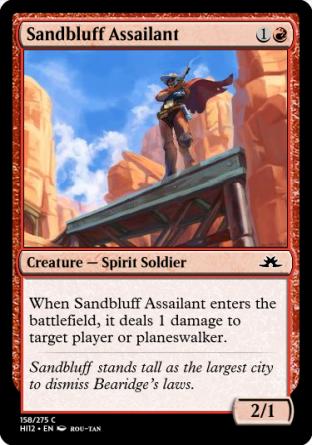 Sandbluff Assailant 1
Creature — Spirit Soldier
When Sandbluff Assailant enters the
battlefield, it deals 1 damage to
target player or planeswalker.
Sandbluff stands tall as the largest city
to dismiss Bearidge's laws.
2/1
158/275 C
HI12 • EN ROU-TAN